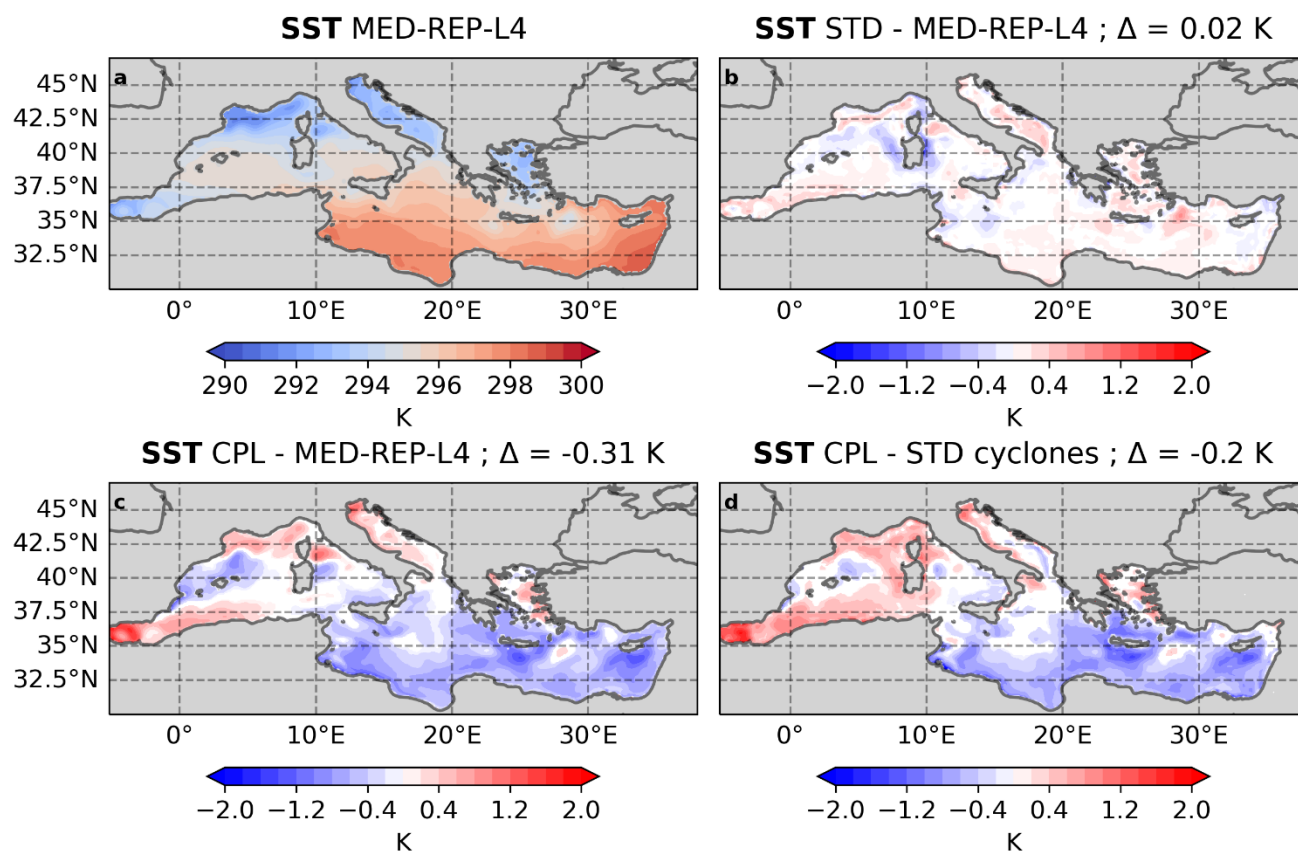 SST MED-REP-L4
SST STD - MED-REP-L4 ; Δ = 0.02 K
a
45°N
42.5°N
40°N
37.5°N
35°N
32.5°N
0°
10°E
20°E
30°E
b
0°
10°E
20°E
30°E
290
292
294
296
298
300
K
−2.0
−1.2
−0.4
0.4
1.2
2.0
K
SST CPL - MED-REP-L4 ; Δ = -0.31 K
SST CPL - STD cyclones ; Δ = -0.2 K
c
45°N
42.5°N
40°N
37.5°N
35°N
32.5°N
0°
10°E
20°E
30°E
d
0°
10°E
20°E
30°E
−2.0
−1.2
−0.4
0.4
1.2
2.0
K
−2.0
−1.2
−0.4
0.4
1.2
2.0
K